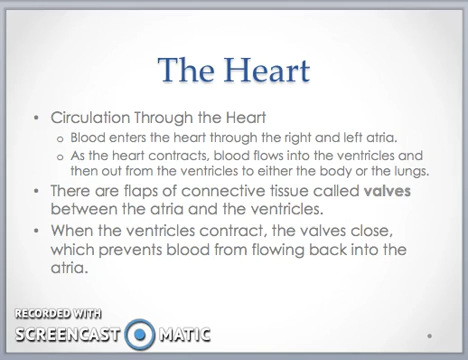 The Heart
• Circulation Through the Heart
o Blood enters the heart through the right and left atria.
o As the heart contracts, blood flows into the ventricles and
then out from the ventricles to either the body or the lungs.
• There are flaps of connective tissue called valves
between the atria and the ventricles.
• When the ventricles contract, the valves close,
which prevents blood from flowing back into the
atria.
RECORDED WITH
SCREENCAST MATIC